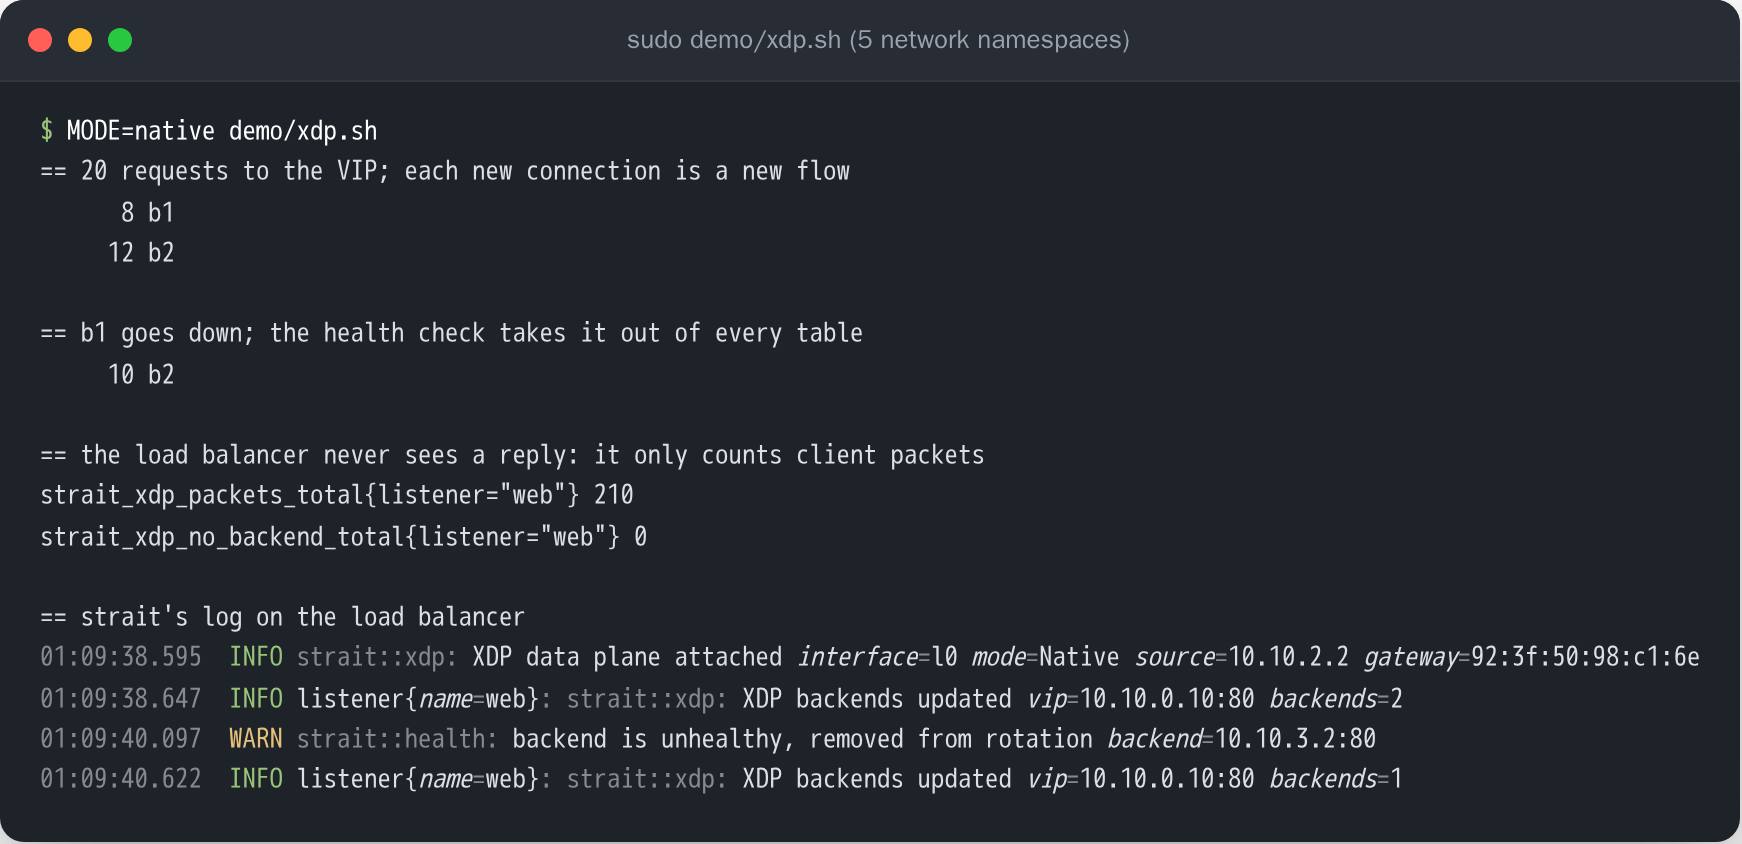 sudo demo/xdp.sh (5 network namespaces)
$ MODE=native demo/xdp.sh
== 20 requests to the VIP; each new connection is a new flow
      8 b1
     12 b2
== b1 goes down; the health check takes it out of every table
     10 b2
== the load balancer never sees a reply: it only counts client packets
strait_xdp_packets_total{listener="web"} 210
strait_xdp_no_backend_total{listener="web"} 0
== strait's log on the load balancer
01:09:38.595  INFO strait::xdp: XDP data plane attached interface=l0 mode=Native source=10.10.2.2 gateway=92:3f:50:98:c1:6e
01:09:38.647  INFO listener{name=web}: strait::xdp: XDP backends updated vip=10.10.0.10:80 backends=2
01:09:40.097  WARN strait::health: backend is unhealthy, removed from rotation backend=10.10.3.2:80
01:09:40.622  INFO listener{name=web}: strait::xdp: XDP backends updated vip=10.10.0.10:80 backends=1